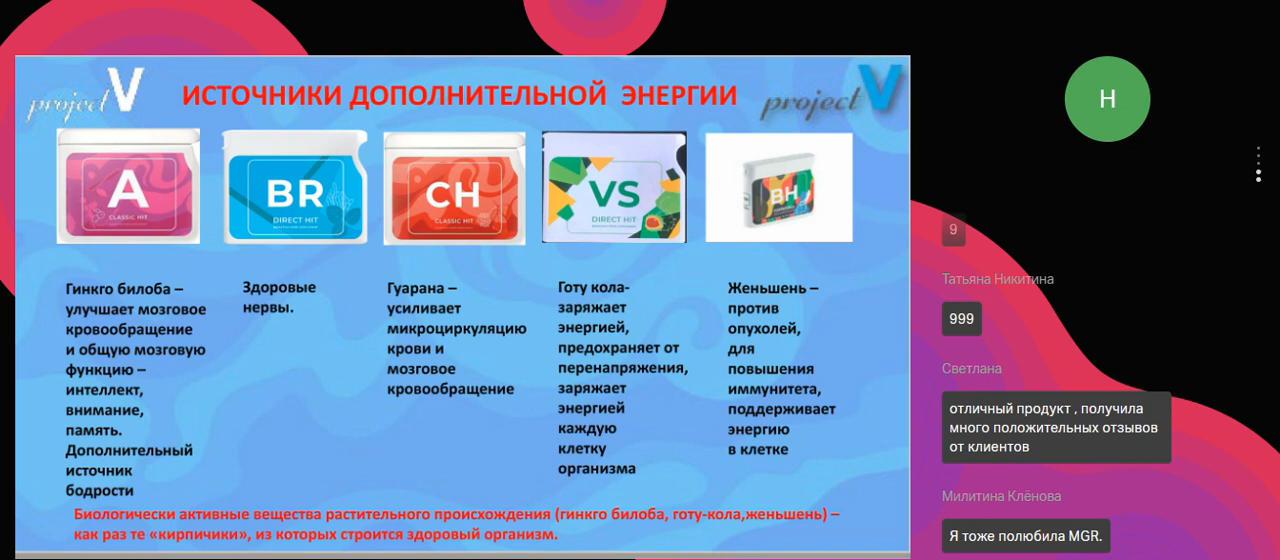 project V
ИСТОЧНИКИ ДОПОЛНИТЕЛЬНОЙ ЭНЕРГИИ
project V
A
CLASSIC HIT
BR
DIRECT HIT
CH
CLASSIC HIT
VS
DIRECT HIT
BH
Гинкго билоба –
улучшает мозговое
кровообращение
и общую мозговую
функцию –
интеллект,
внимание,
память.
Дополнительный
источник
бодрости
Здоровые
нервы.
Гуарана –
усиливает
микроциркуляцию
крови и
мозговое
кровообращение
Готу кола-
заряжает
энергией,
предохраняет от
перенапряжения,
заряжает
энергией
каждую
клетку
организма
Женьшень –
против
опухолей,
для
повышения
иммунитета,
поддерживает
энергию
в клетке
Биологически активные вещества растительного происхождения (гинкго билоба, готу-кола,женьшень) –
как раз те «кирпичики», из которых строится здоровый организм.
Н
9
Татьяна Никитина
999
Светлана
отличный продукт , получила
много положительных отзывов
от клиентов
Милитина Клёнова
Я тоже полюбила MGR.